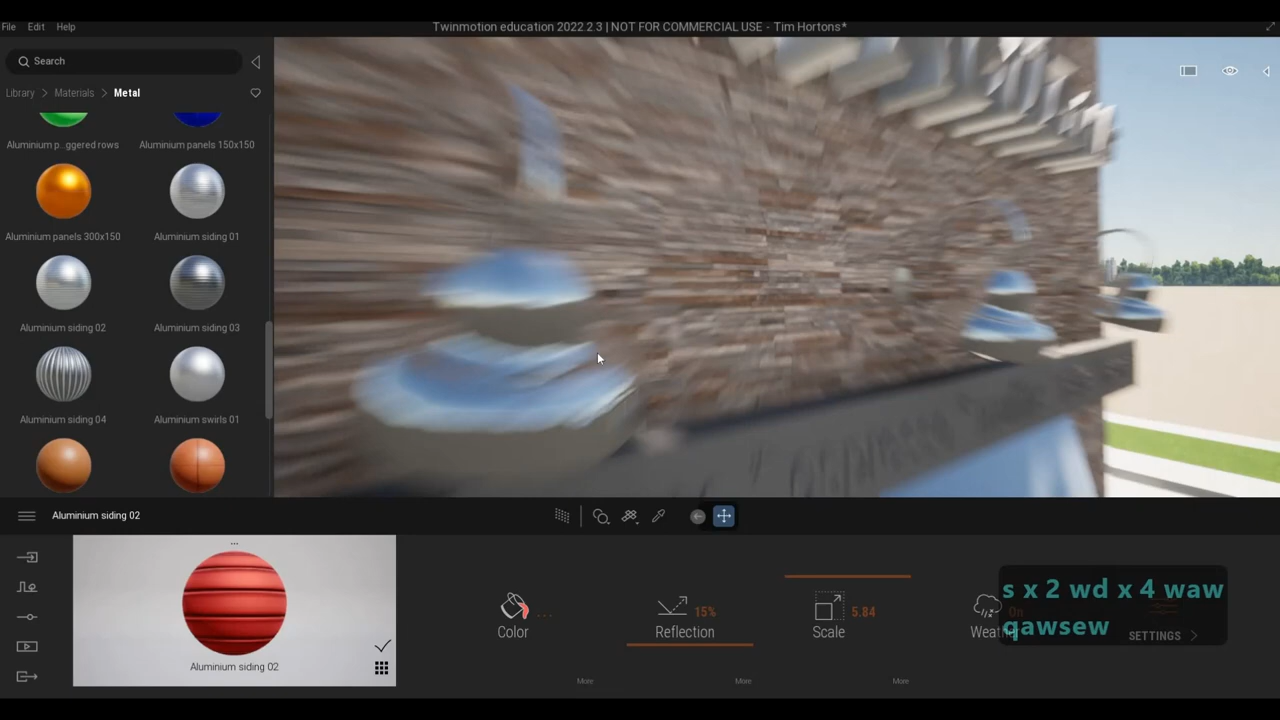 Twinmotion education 2022.2.3 | NOT FOR COMMERCIAL USE - Tim Hortons*
File Edit Help
Search
Library > Materials > Metal
Aluminium p...ggered rows
Aluminium panels 150x150
Aluminium panels 300x150
Aluminium siding 01
Aluminium siding 02
Aluminium siding 03
Aluminium siding 04
Aluminium swirls 01
Aluminium siding 02
...
Aluminium siding 02
Color
...
More
15%
Reflection
More
5.84
Scale
More
On
Weather
SETTINGS >
s x 2 wd x 4 waw
qawsew